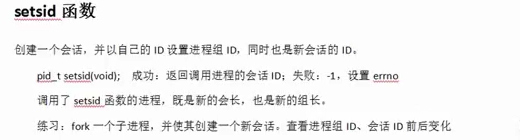 setsid 函数
创建一个会话，并以自己的 ID 设置进程组 ID，同时也是新会话的 ID。
pid_t setsid(void); 成功：返回调用进程的会话 ID；失败：-1，设置 errno
调用了 setsid 函数的进程，既是新的会长，也是新的组长。
练习：fork 一个子进程，并使其创建一个新会话。查看进程组 ID、会话 ID 前后变化